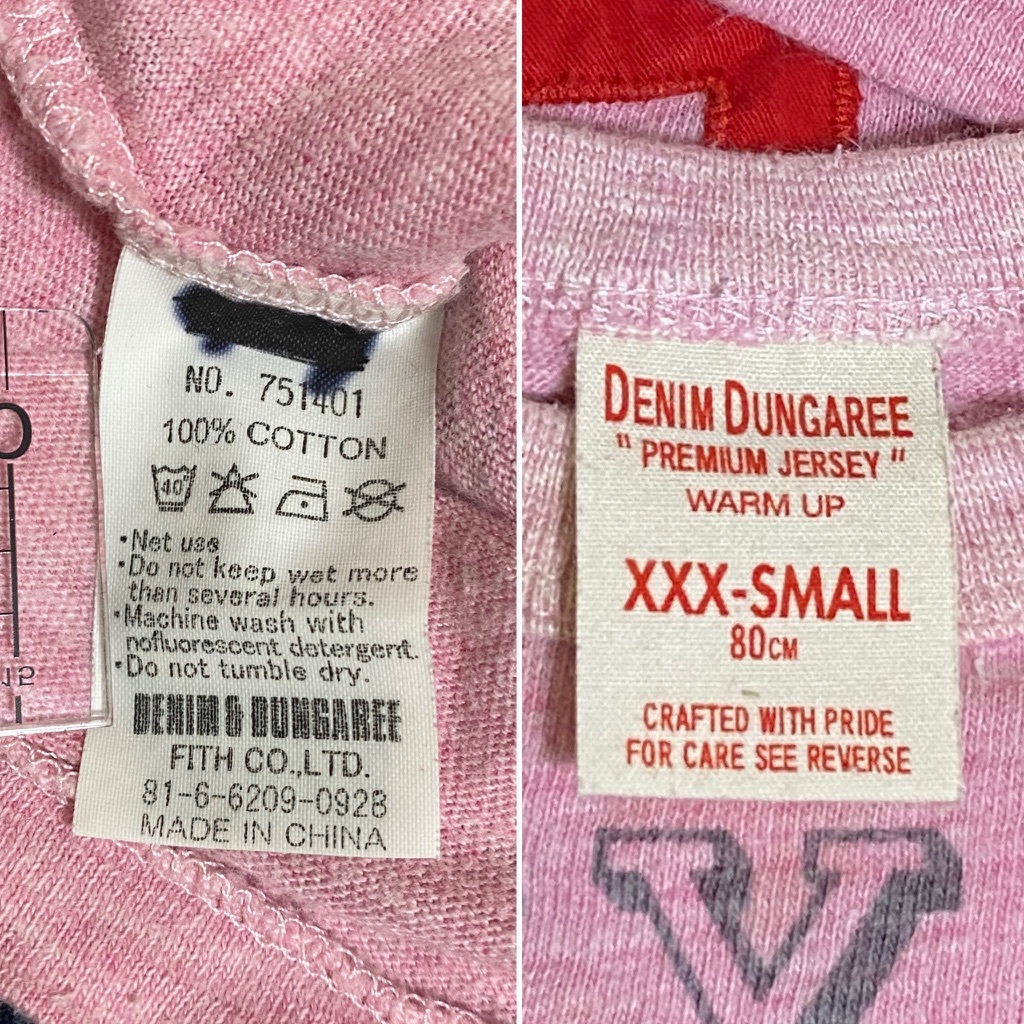 NO. 751401
100% COTTON
40
•Net use
•Do not keep wet more
than several hours.
•Machine wash with
nofluorescent detergent.
•Do not tumble dry.
DENIM & DUNGAREE
FITH CO.,LTD.
81-6-6209-0928
MADE IN CHINA
0
15
DENIM DUNGAREE
" PREMIUM JERSEY "
WARM UP
XXX-SMALL
80CM
CRAFTED WITH PRIDE
FOR CARE SEE REVERSE
V